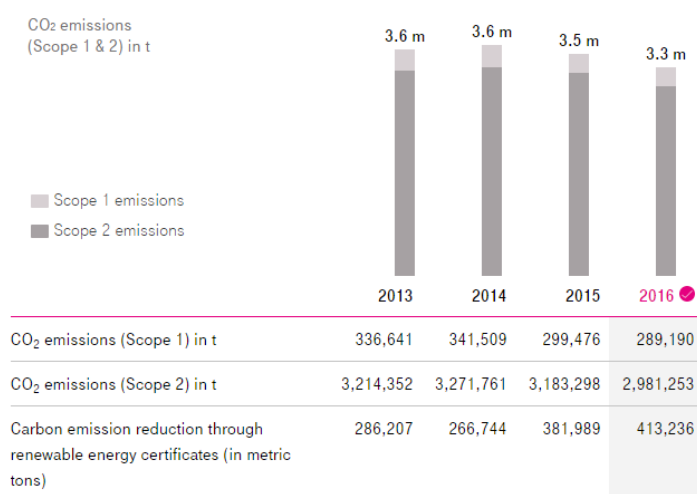 CO2 emissions
(Scope 1 & 2) in t
3.6 m
3.6 m
3.5 m
3.3 m
Scope 1 emissions
Scope 2 emissions
2013 2014 2015 2016
CO₂ emissions (Scope 1) in t 336,641 341,509 299,476 289,190
CO₂ emissions (Scope 2) in t 3,214,352 3,271,761 3,183,298 2,981,253
Carbon emission reduction through 286,207 266,744 381,989 413,236
renewable energy certificates (in metric
tons)